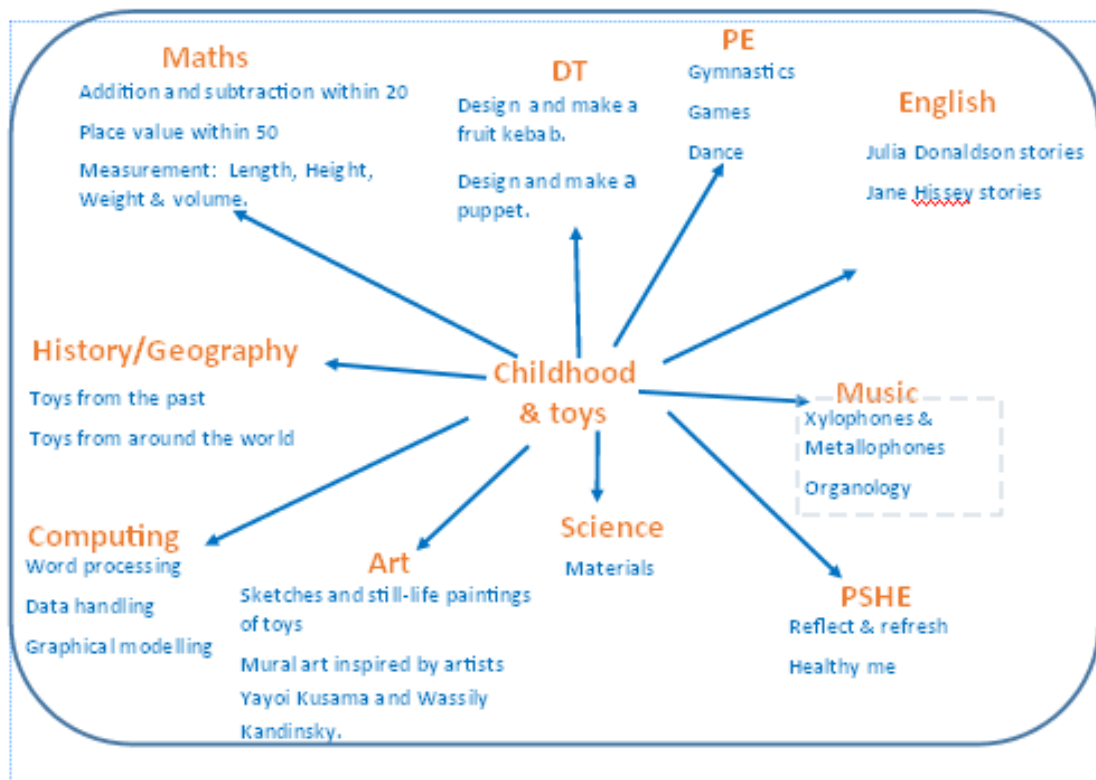 Maths
Addition and subtraction within 20
Place value within 50
Measurement: Length, Height,
Weight & volume.
DT
Design and make a
fruit kebab.
Design and make a
puppet.
PE
Gymnastics
Games
Dance
English
Julia Donaldson stories
Jane Hissey stories
History/Geography
Toys from the past
Toys from around the world
Childhood
& toys
Music
Xylophones &
Metallophones
Organology
Computing
Word processing
Data handling
Graphical modelling
Art
Sketches and still-life paintings
of toys
Mural art inspired by artists
Yayoi Kusama and Wassily
Kandinsky.
Science
Materials
PSHE
Reflect & refresh
Healthy me